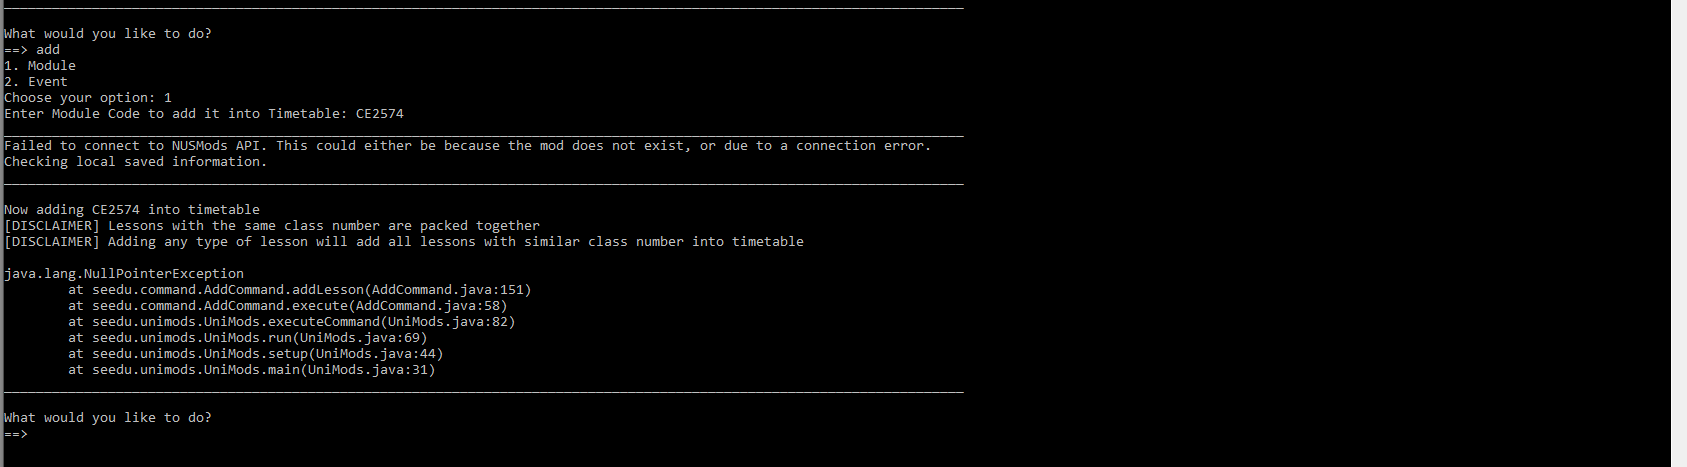 What would you like to do?
==> add
1. Module
2. Event
Choose your option: 1
Enter Module Code to add it into Timetable: CE2574
Failed to connect to NUSMods API. This could either be because the mod does not exist, or due to a connection error.
Checking local saved information.
Now adding CE2574 into timetable
[DISCLAIMER] Lessons with the same class number are packed together
[DISCLAIMER] Adding any type of lesson will add all lessons with similar class number into timetable
java.lang.NullPointerException
at seedu.command.AddCommand.addLesson(AddCommand.java:151)
at seedu.command.AddCommand.execute(AddCommand.java:58)
at seedu.unimods.UniMods.executeCommand(UniMods.java:82)
at seedu.unimods.UniMods.run(UniMods.java:69)
at seedu.unimods.UniMods.setup(UniMods.java:44)
at seedu.unimods.UniMods.main(UniMods.java:31)
What would you like to do?
==>